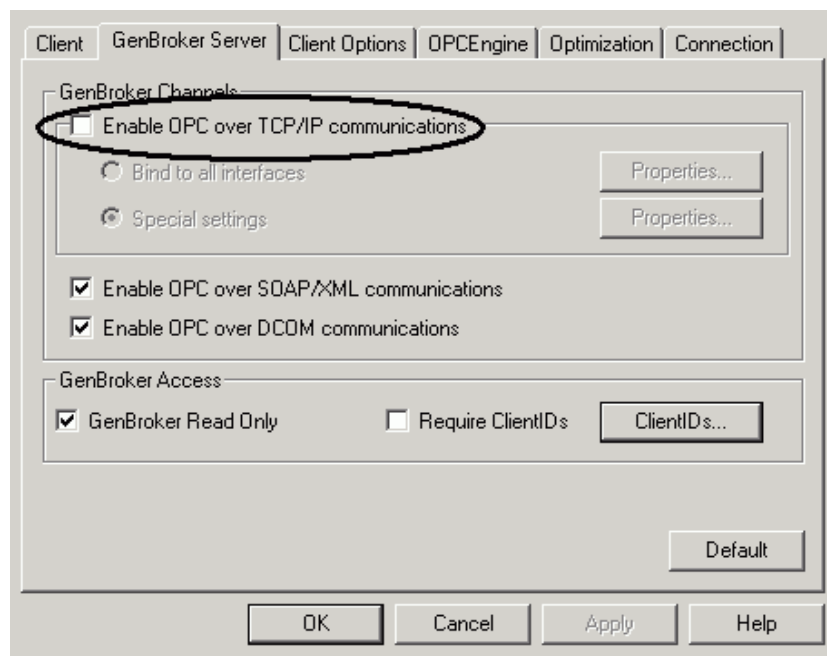 Client GenBroker Server Client Options OPCEngine Optimization Connection
GenBroker Channels
Enable OPC over TCP/IP communications
Bind to all interfaces Properties...
Special settings Properties...
Enable OPC over SOAP/XML communications
Enable OPC over DCOM communications
GenBroker Access
GenBroker Read Only Require ClientIDs ClientIDs...
Default
OK Cancel Apply Help